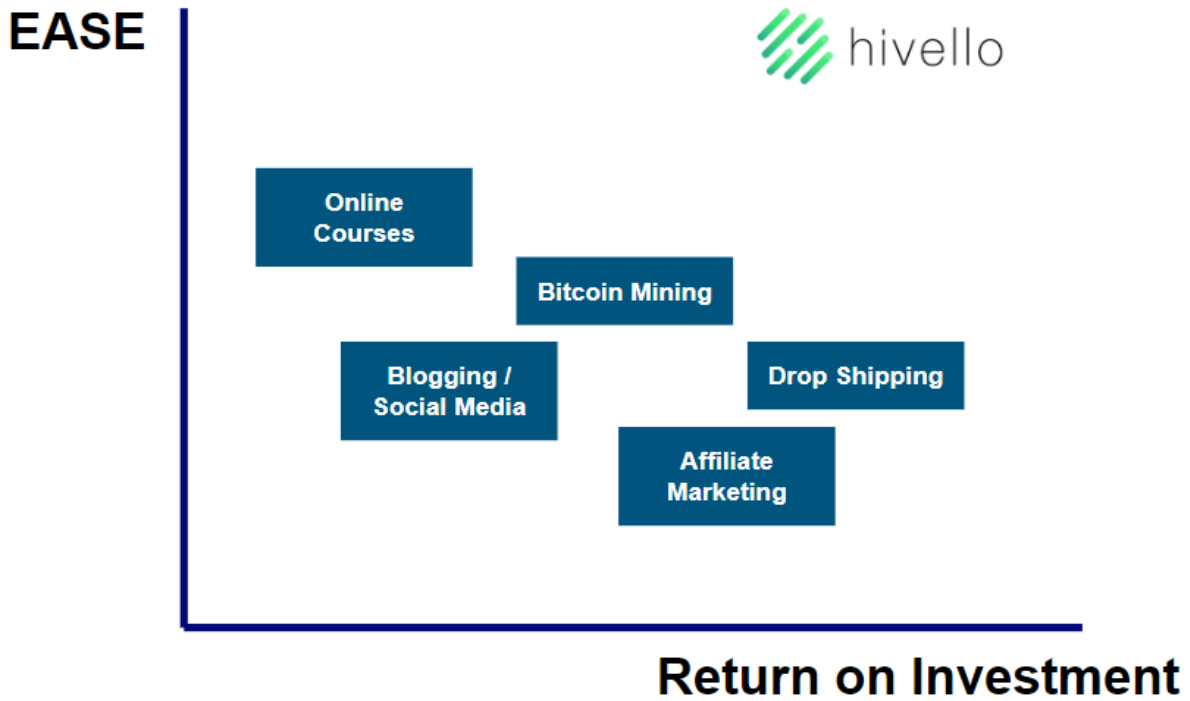 EASE
hivello
Online
Courses
Bitcoin Mining
Blogging /
Social Media
Drop Shipping
Affiliate
Marketing
Return on Investment